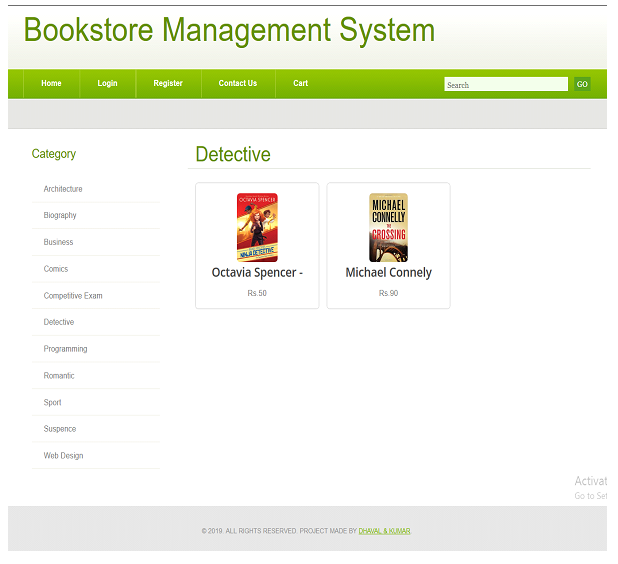 Bookstore Management System
Home Login Register Contact Us Cart
Search GO
Category
Architecture
Biography
Business
Comics
Competitive Exam
Detective
Programming
Romantic
Sport
Suspence
Web Design
Detective
OCTAVIA SPENCER
NINJA DETECTIVE
Octavia Spencer -
Rs.50
MICHAEL
CONNELLY
THE
CROSSING
Michael Connely
Rs.90
Activat
Go to Set
© 2019. ALL RIGHTS RESERVED. PROJECT MADE BY DHAVAL & KUMAR.